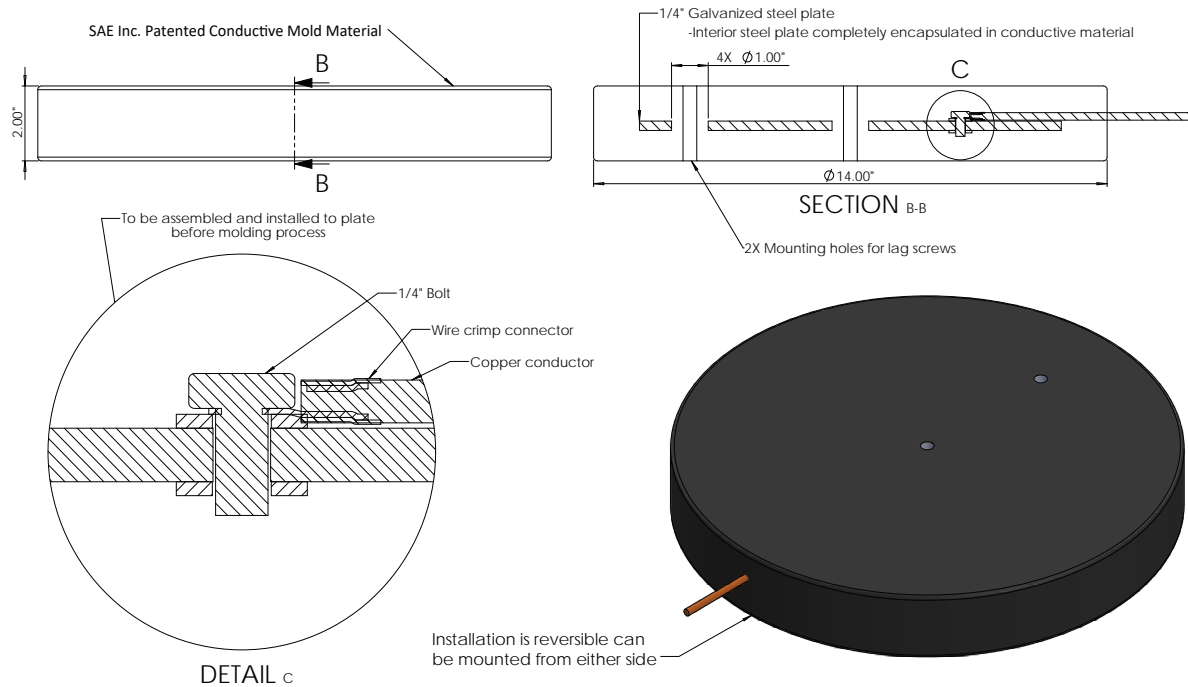 SAE Inc. Patented Conductive Mold Material
B
2.00"
B
1/4" Galvanized steel plate
-Interior steel plate completely encapsulated in conductive material
4X Ø1.00"
C
Ø14.00"
SECTION B-B
2X Mounting holes for lag screws
To be assembled and installed to plate
before molding process
1/4" Bolt
Wire crimp connector
Copper conductor
DETAIL C
Installation is reversible can
be mounted from either side